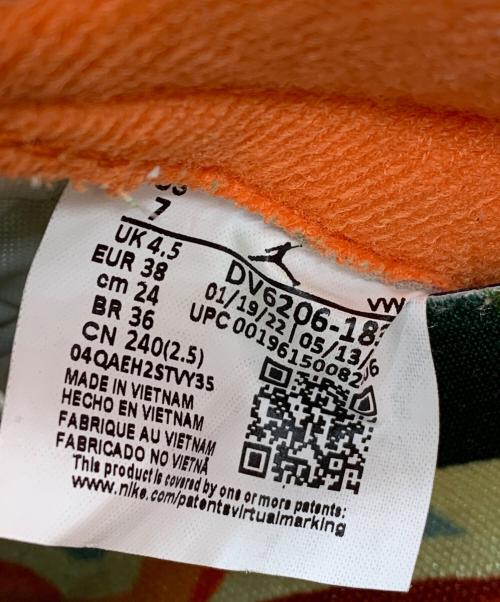 7
UK 4.5
EUR 38
cm 24
BR 36
CN 240(2.5)
04QAEH2STVY35
VW
DV6206-18
01/19/22 | 05/13/
UPC 00196150082
MADE IN VIETNAM
HECHO EN VIETNAM
FABRIQUE AU VIETNAM
FABRICADO NO VIETNÃ
This product is covered by one or more patents:
www.nike.com/patentsvirtualmarking